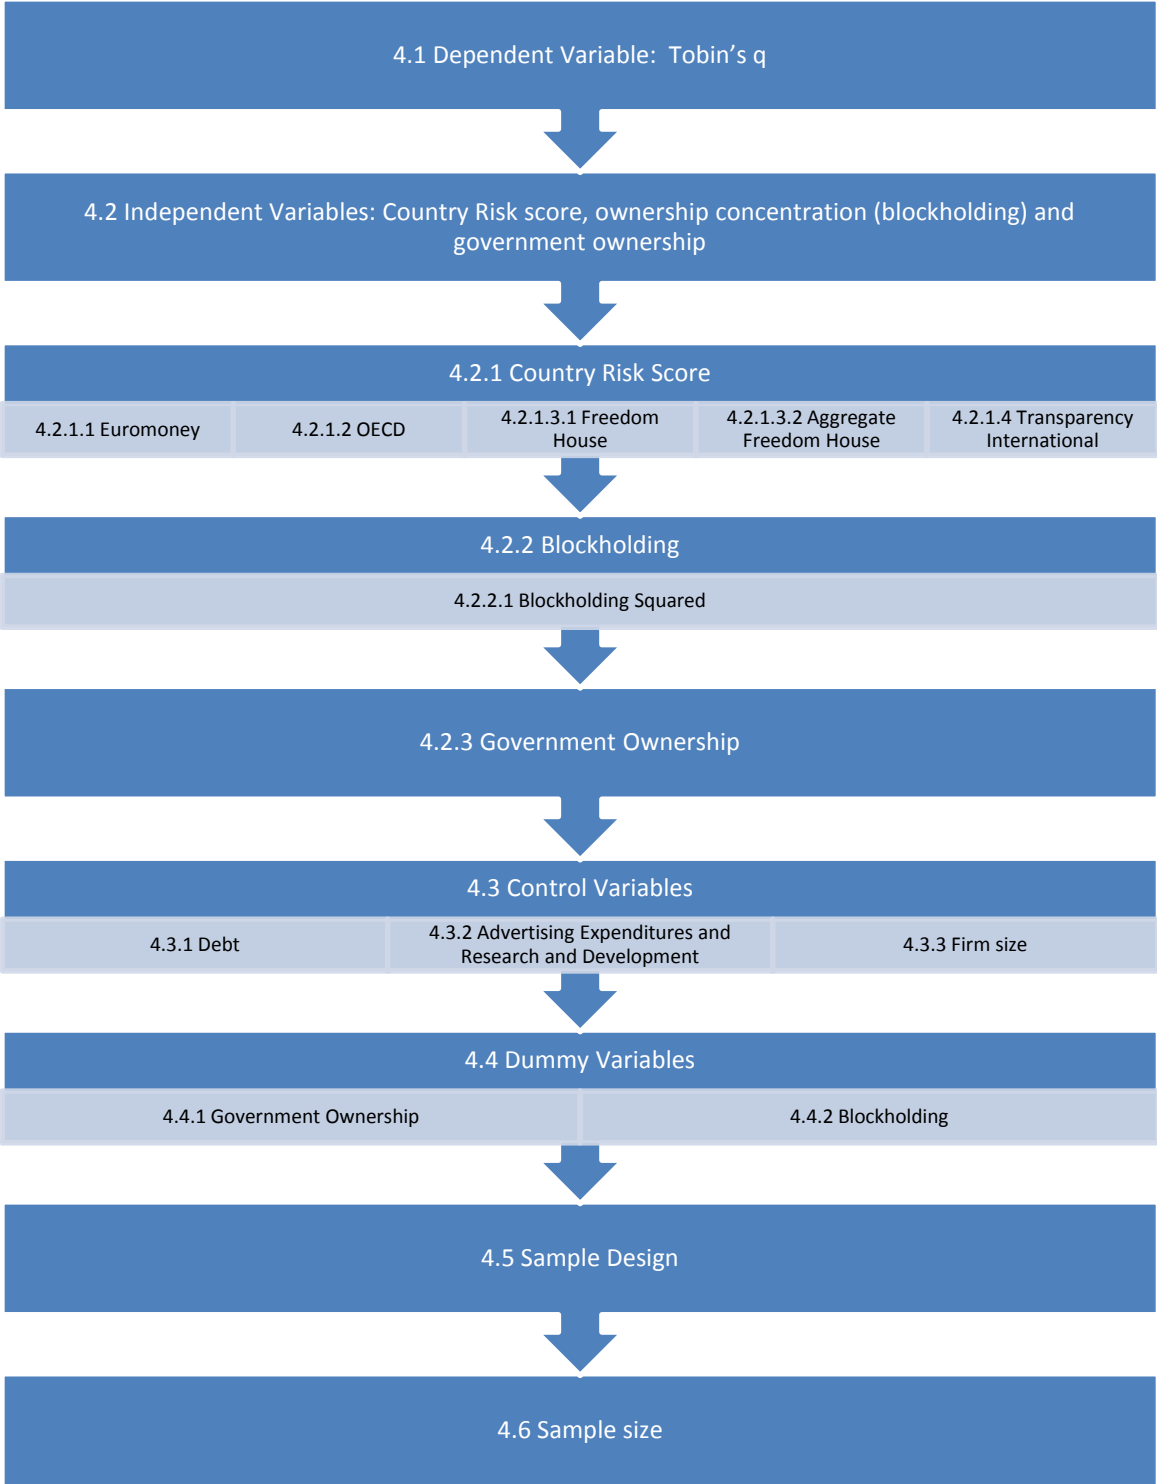 4.1 Dependent Variable:  Tobin’s q
4.2 Independent Variables: Country Risk score, ownership concentration (blockholding) and
government ownership
4.2.1 Country Risk Score
4.2.1.1 Euromoney
4.2.1.2 OECD
4.2.1.3.1 Freedom
House
4.2.1.3.2 Aggregate
Freedom House
4.2.1.4 Transparency
International
4.2.2 Blockholding
4.2.2.1 Blockholding Squared
4.2.3 Government Ownership
4.3 Control Variables
4.3.1 Debt
4.3.2 Advertising Expenditures and
Research and Development
4.3.3 Firm size
4.4 Dummy Variables
4.4.1 Government Ownership
4.4.2 Blockholding
4.5 Sample Design
4.6 Sample size